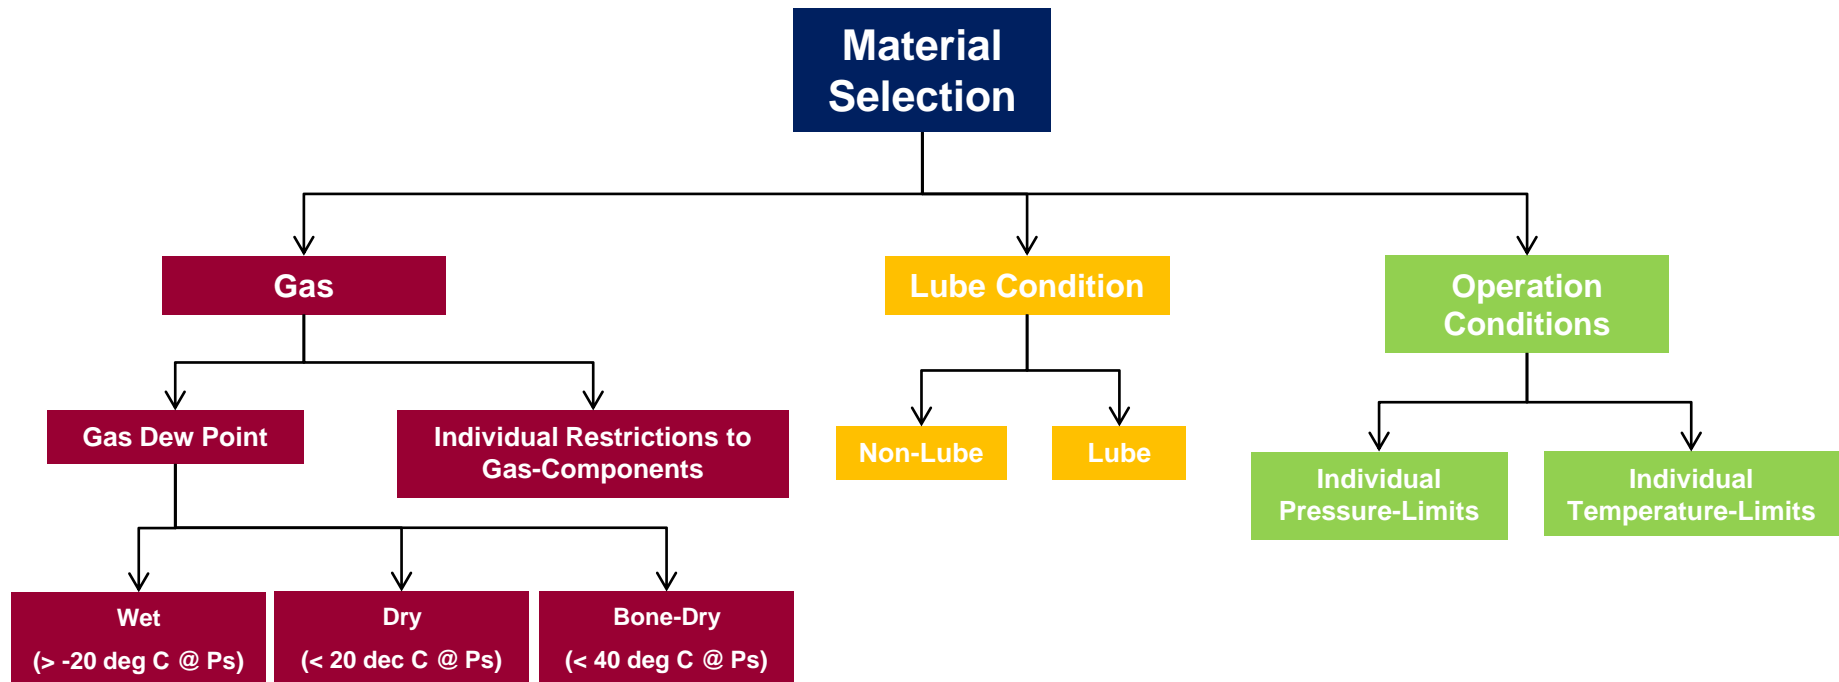 Material
Selection
Gas
Lube Condition
Operation
Conditions
Gas Dew Point
Individual Restrictions to
Gas-Components
Non-Lube
Lube
Individual
Pressure-Limits
Individual
Temperature-Limits
Wet
(> -20 deg C @ Ps)
Dry
(< 20 dec C @ Ps)
Bone-Dry
(< 40 deg C @ Ps)